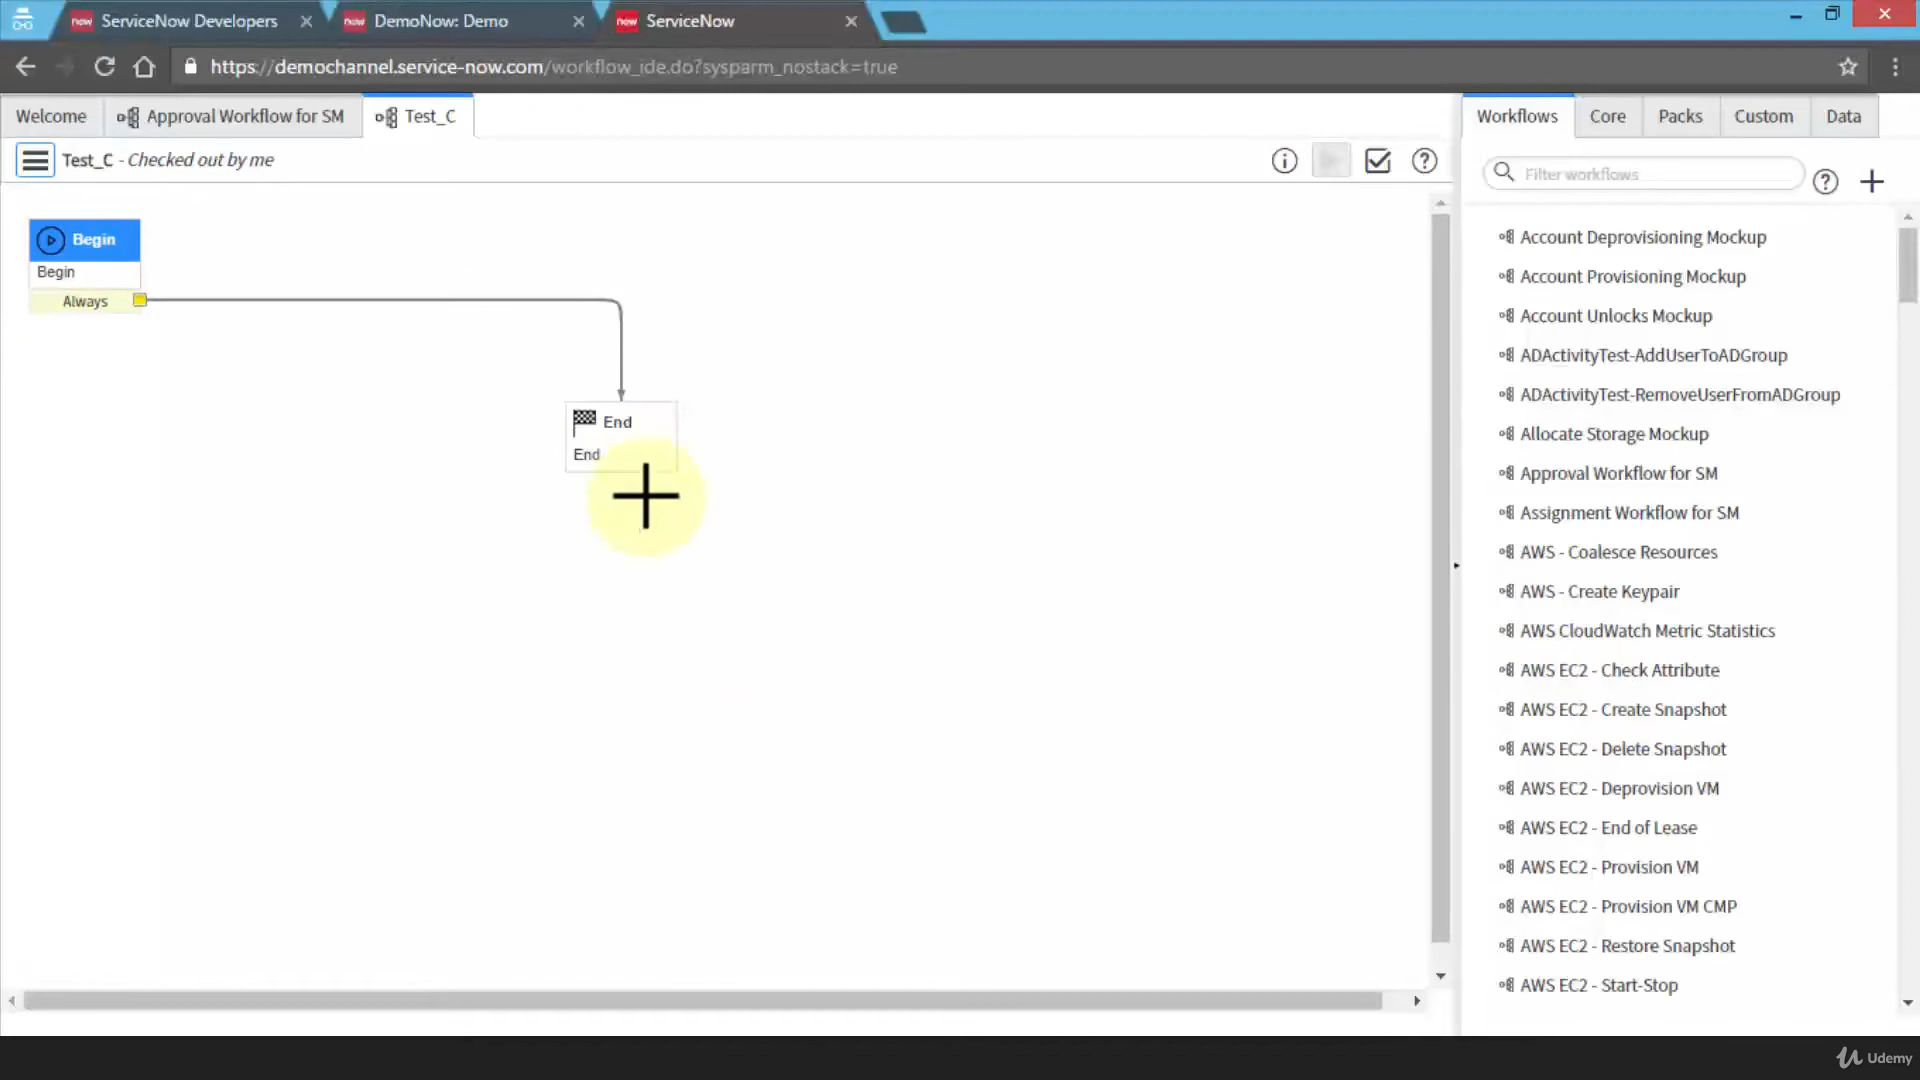 now ServiceNow Developers
now DemoNow: Demo
now ServiceNow
https://demochannel.service-now.com/workflow_ide.do?sysparm_nostack=true
Welcome
Approval Workflow for SM
Test_C
Workflows
Core
Packs
Custom
Data
Test_C - Checked out by me
Filter workflows
Begin
Begin
Always
End
End
Account Deprovisioning Mockup
Account Provisioning Mockup
Account Unlocks Mockup
ADActivityTest-AddUserToADGroup
ADActivityTest-RemoveUserFromADGroup
Allocate Storage Mockup
Approval Workflow for SM
Assignment Workflow for SM
AWS - Coalesce Resources
AWS - Create Keypair
AWS CloudWatch Metric Statistics
AWS EC2 - Check Attribute
AWS EC2 - Create Snapshot
AWS EC2 - Delete Snapshot
AWS EC2 - Deprovision VM
AWS EC2 - End of Lease
AWS EC2 - Provision VM
AWS EC2 - Provision VM CMP
AWS EC2 - Restore Snapshot
AWS EC2 - Start-Stop
Udemy